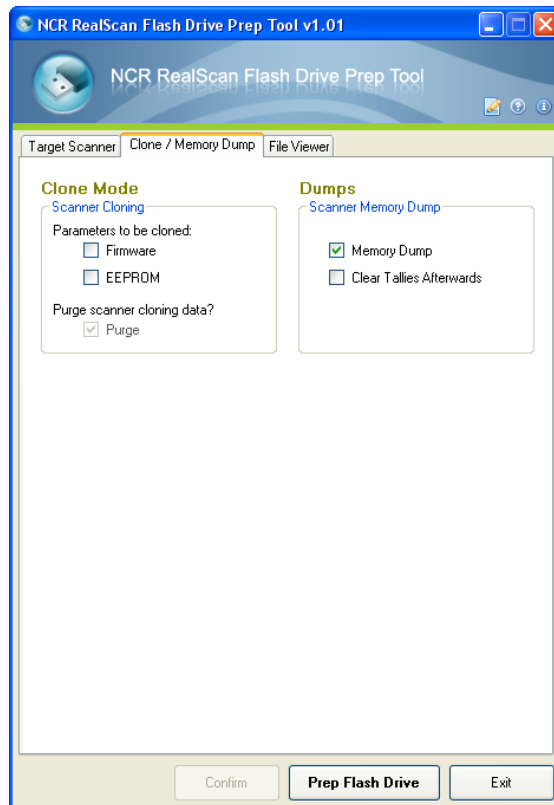 NCR RealScan Flash Drive Prep Tool v1.01
NCR RealScan Flash Drive Prep Tool
Target Scanner
Clone / Memory Dump
File Viewer
Clone Mode
Scanner Cloning
Parameters to be cloned:
Firmware
EEPROM
Purge scanner cloning data?
Purge
Dumps
Scanner Memory Dump
Memory Dump
Clear Tallies Afterwards
Confirm
Prep Flash Drive
Exit